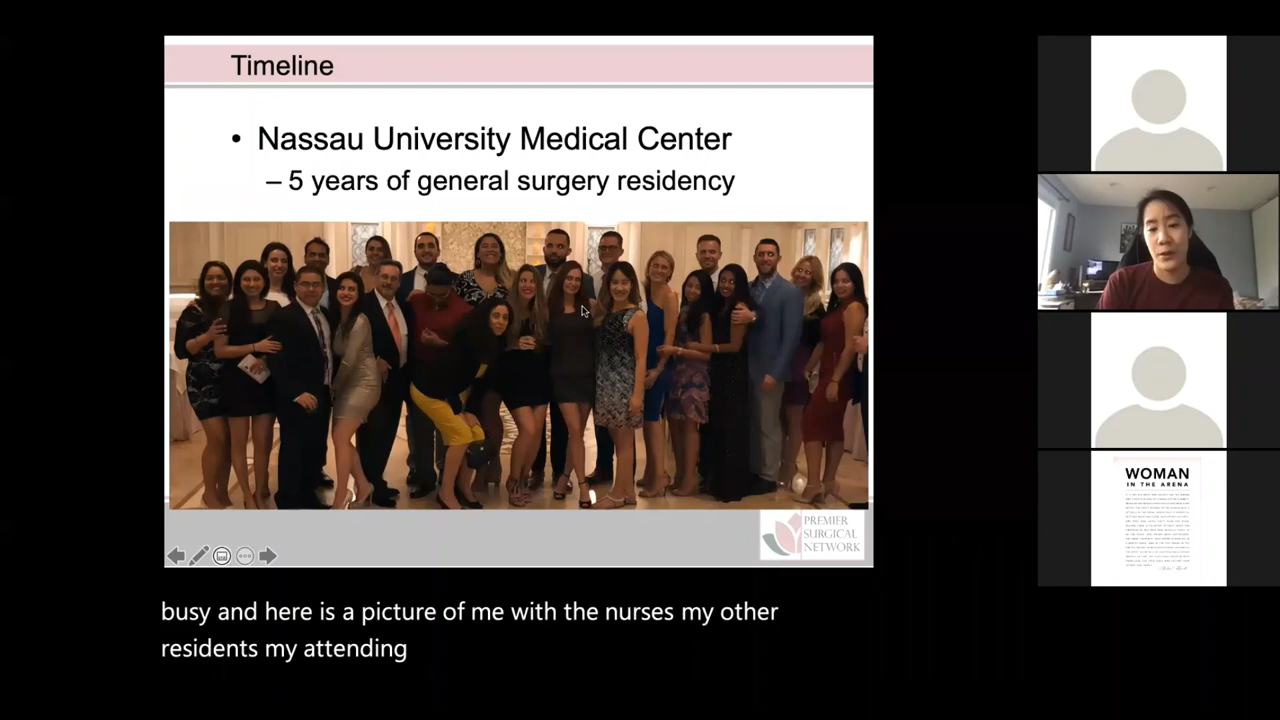 Timeline
• Nassau University Medical Center
– 5 years of general surgery residency
PREMIER
SURGICAL
NETWORK
WOMAN
IN THE ARENA
busy and here is a picture of me with the nurses my other
residents my attending